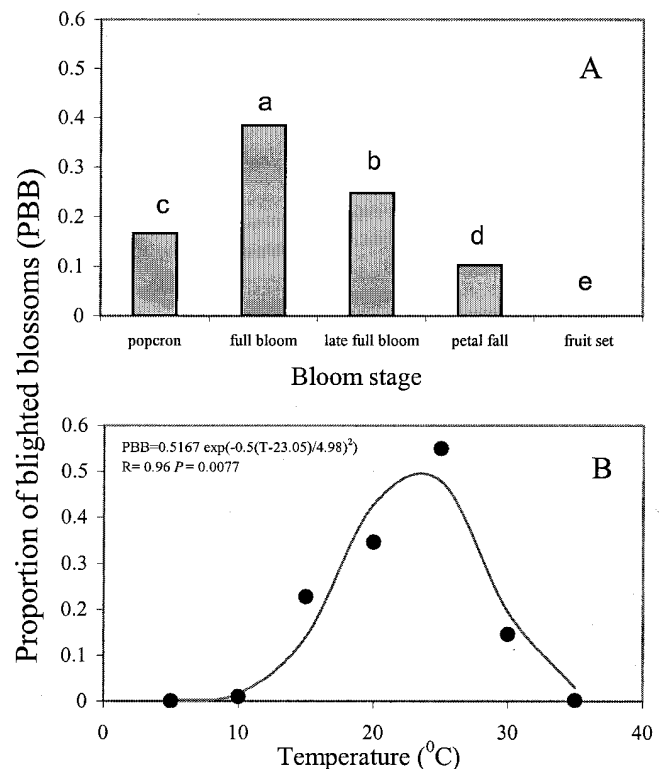 Proportion of blighted blossoms (PBB)
0.6
0.5
0.4
0.3
0.2
0.1
0
A
c
a
b
d
e
popcron full bloom late full bloom petal fall fruit set
Bloom stage
0.6
0.5
0.4
0.3
0.2
0.1
0
PBB=0.5167 exp(-0.5(T-23.05)/4.98)²)
R= 0.96 P = 0.0077
B
0 10 20 30 40
Temperature (⁰C)